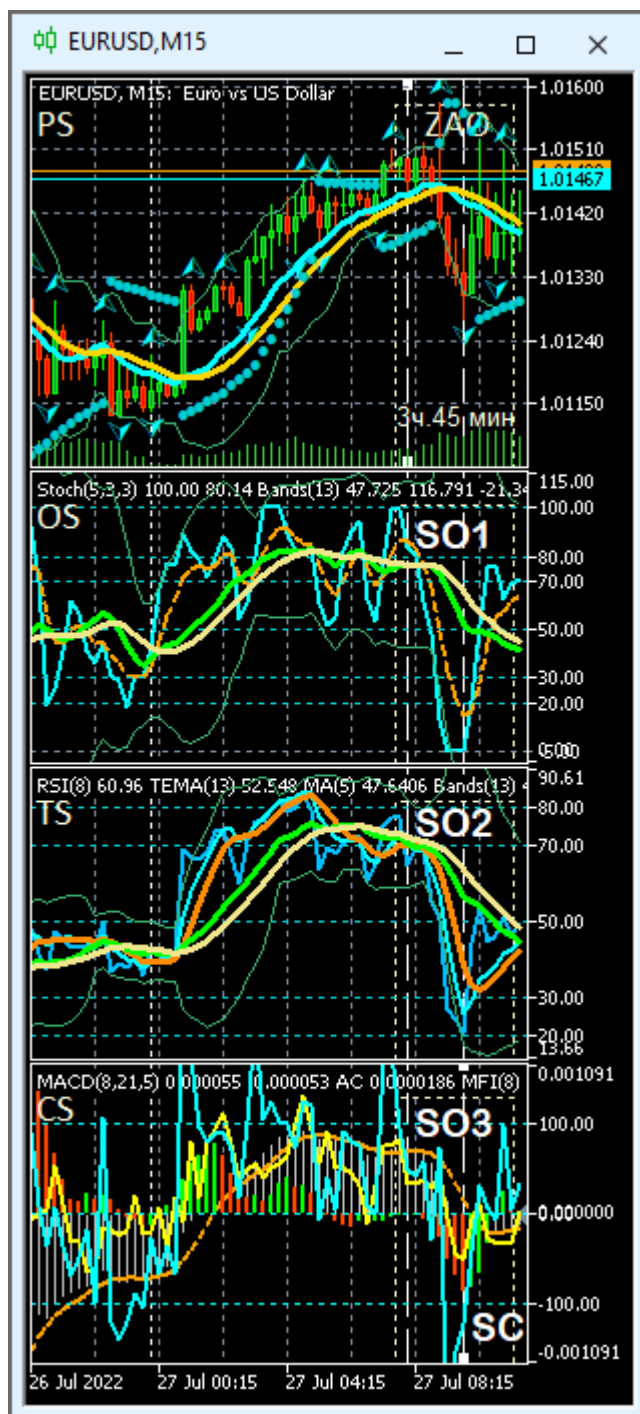 EURUSD,M15
EURUSD, M15: Euro vs US Dollar
PS
ZAO
1.01600
1.01510
1.01467
1.01420
1.01330
1.01240
1.01150
3ч.45 мин
Stoch(5,3,3) 100.00 80.14 Bands(13) 47.725 116.791 -21.34
OS
SO1
115.00
100.00
80.00
70.00
50.00
30.00
20.00
RSI(8) 60.96 TEMA(13) 52.548 MA(5) 47.6406 Bands(13) 4
TS
SO2
90.61
80.00
70.00
50.00
30.00
20.00
13.66
MACD(8,21,5) 0.000055 0.000053 AC 0.0000186 MFI(8)
CS
SO3
0.001091
100.00
0.000000
-100.00
SC
-0.001091
26 Jul 2022 27 Jul 00:15 27 Jul 04:15 27 Jul 08:15